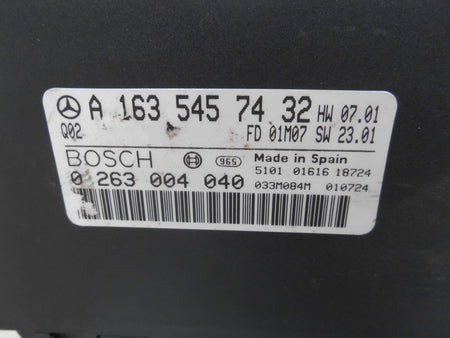 A 163 545 74 32 HW 07.01
Q02 FD 01M07 SW 23.01
BOSCH 965 Made in Spain
5101 01616 18724
0 263 004 040 033M084M 010724